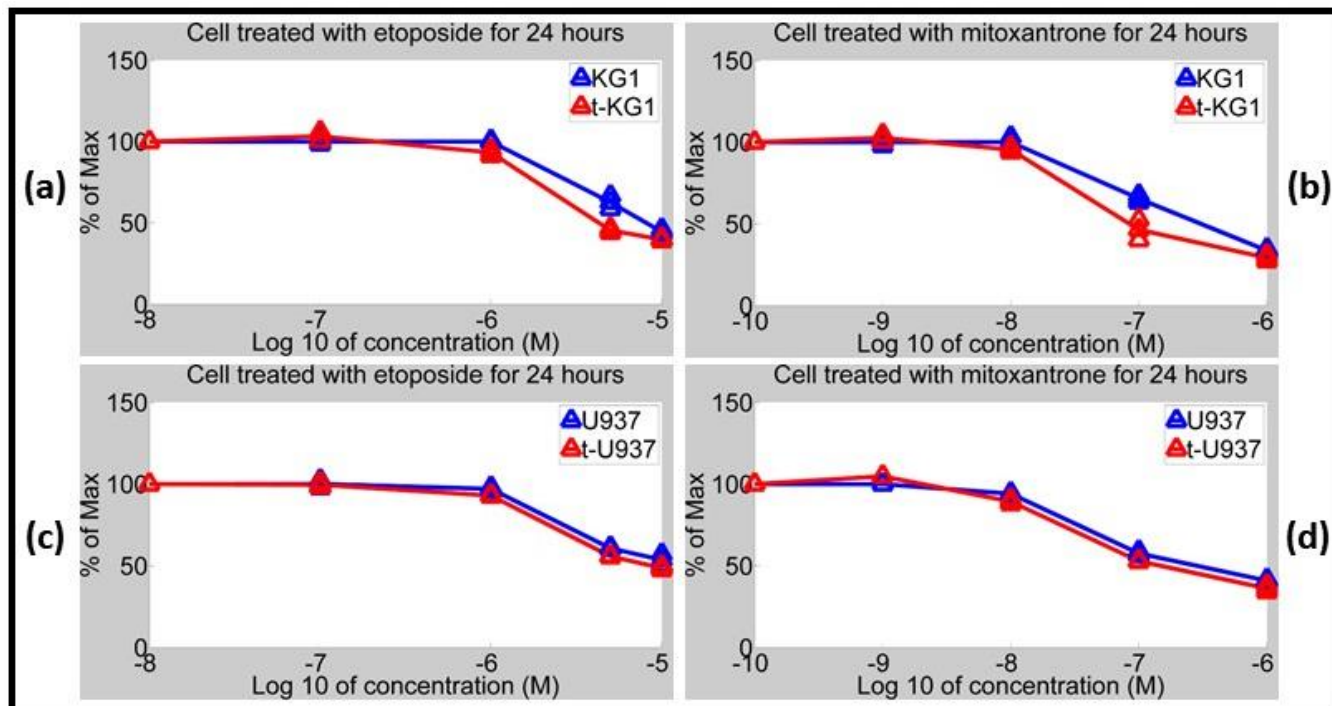 (a)
Cell treated with etoposide for 24 hours
150
100
50
0
% of Max
KG1
t-KG1
-8 -7 -6 -5
Log 10 of concentration (M)
(b)
Cell treated with mitoxantrone for 24 hours
150
100
50
0
% of Max
KG1
t-KG1
-10 -9 -8 -7 -6
Log 10 of concentration (M)
(c)
Cell treated with etoposide for 24 hours
150
100
50
0
% of Max
U937
t-U937
-8 -7 -6 -5
Log 10 of concentration (M)
(d)
Cell treated with mitoxantrone for 24 hours
150
100
50
0
% of Max
U937
t-U937
-10 -9 -8 -7 -6
Log 10 of concentration (M)